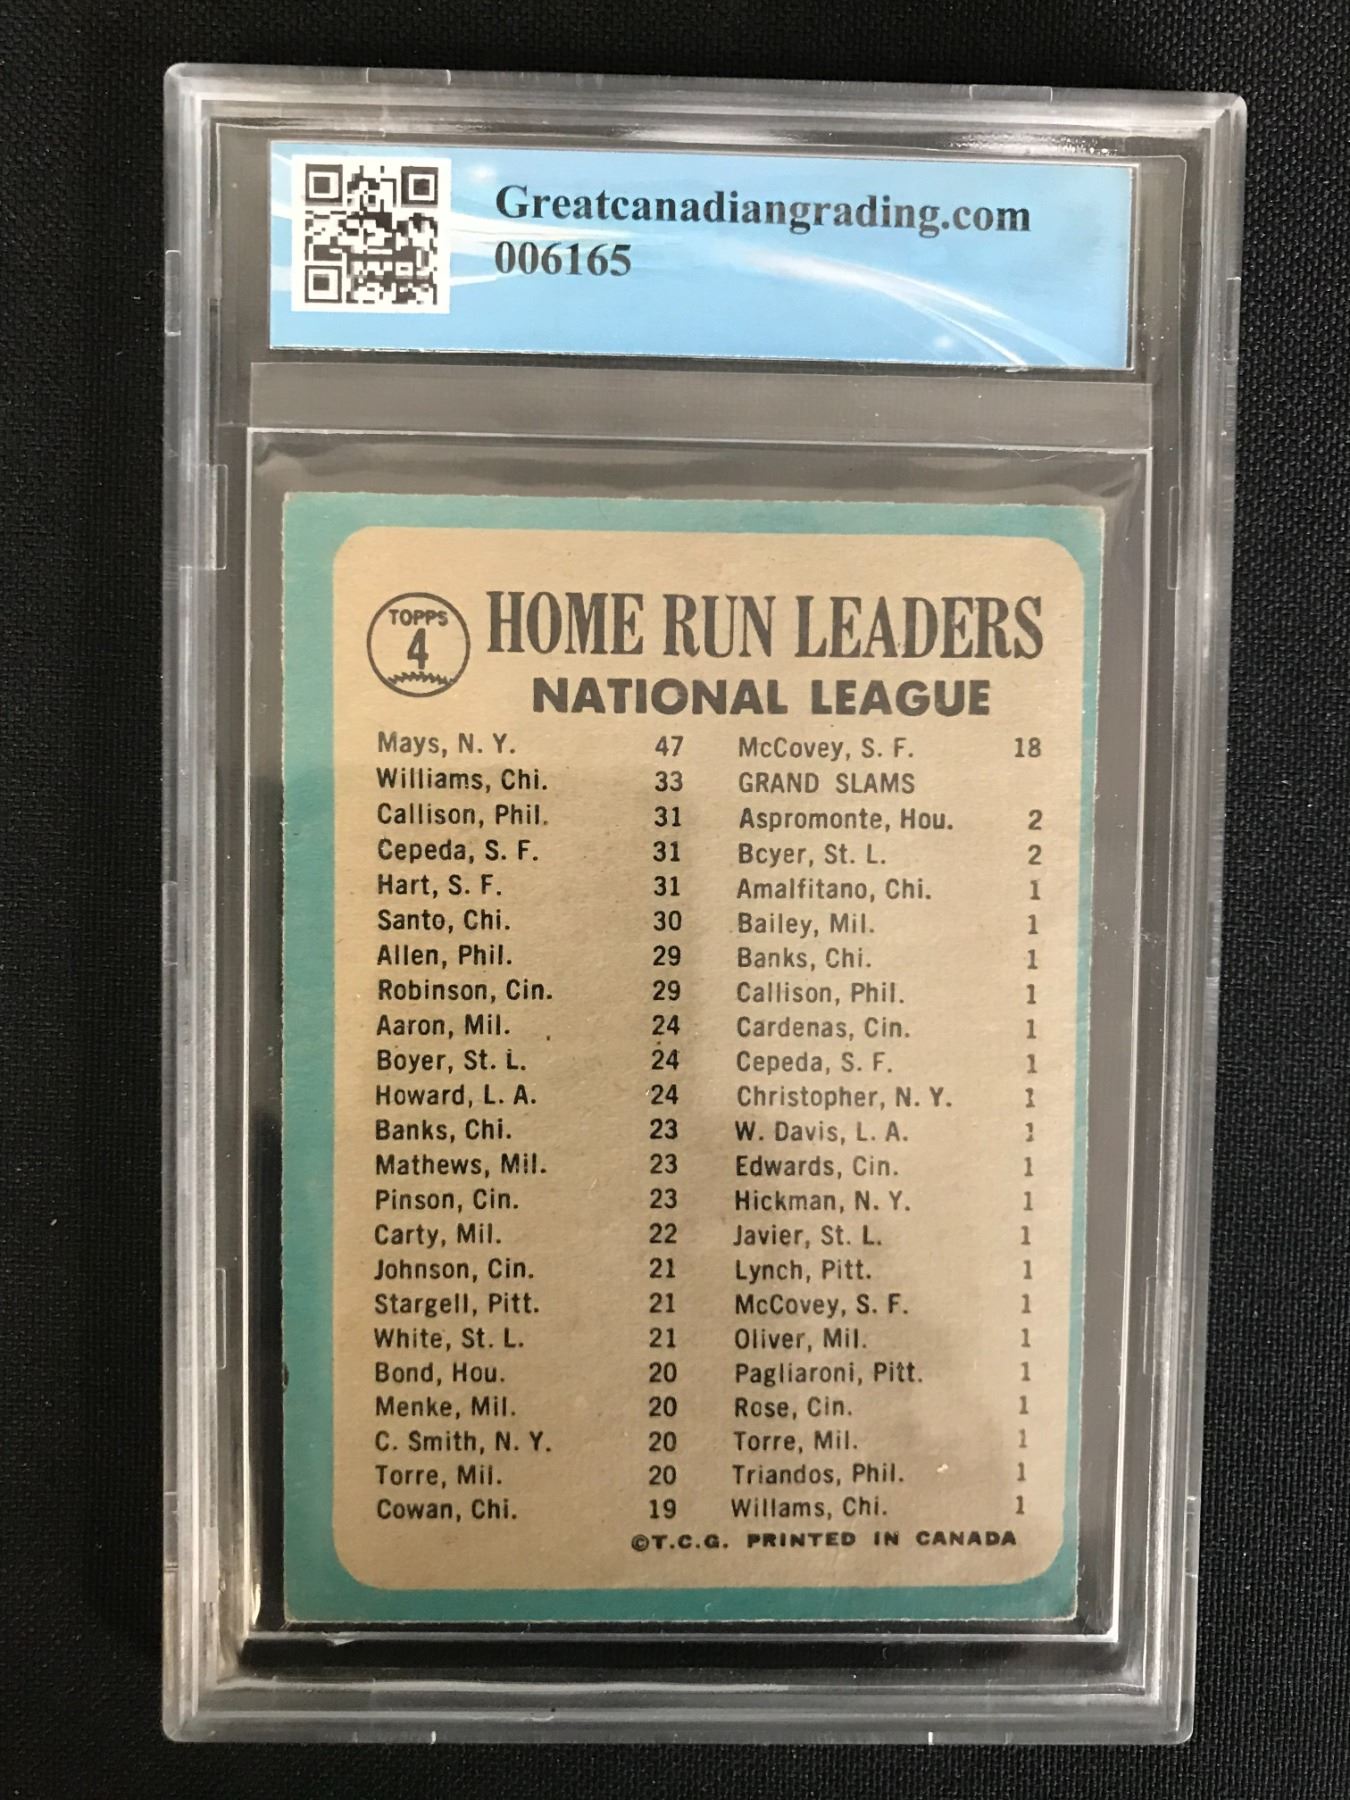 Greatcanadiangrading.com
006165
TOPPS
4
HOME RUN LEADERS
NATIONAL LEAGUE
Mays, N. Y. 47
Williams, Chi. 33
Callison, Phil. 31
Cepeda, S. F. 31
Hart, S. F. 31
Santo, Chi. 30
Allen, Phil. 29
Robinson, Cin. 29
Aaron, Mil. 24
Boyer, St. L. 24
Howard, L. A. 24
Banks, Chi. 23
Mathews, Mil. 23
Pinson, Cin. 23
Carty, Mil. 22
Johnson, Cin. 21
Stargell, Pitt. 21
White, St. L. 21
Bond, Hou. 20
Menke, Mil. 20
C. Smith, N. Y. 20
Torre, Mil. 20
Cowan, Chi. 19
McCovey, S. F. 18
GRAND SLAMS
Aspromonte, Hou. 2
Bcyer, St. L. 2
Amalfitano, Chi. 1
Bailey, Mil. 1
Banks, Chi. 1
Callison, Phil. 1
Cardenas, Cin. 1
Cepeda, S. F. 1
Christopher, N. Y. 1
W. Davis, L. A. 1
Edwards, Cin. 1
Hickman, N. Y. 1
Javier, St. L. 1
Lynch, Pitt. 1
McCovey, S. F. 1
Oliver, Mil. 1
Pagliaroni, Pitt. 1
Rose, Cin. 1
Torre, Mil. 1
Triandos, Phil. 1
Willams, Chi. 1
©T.C.G. PRINTED IN CANADA